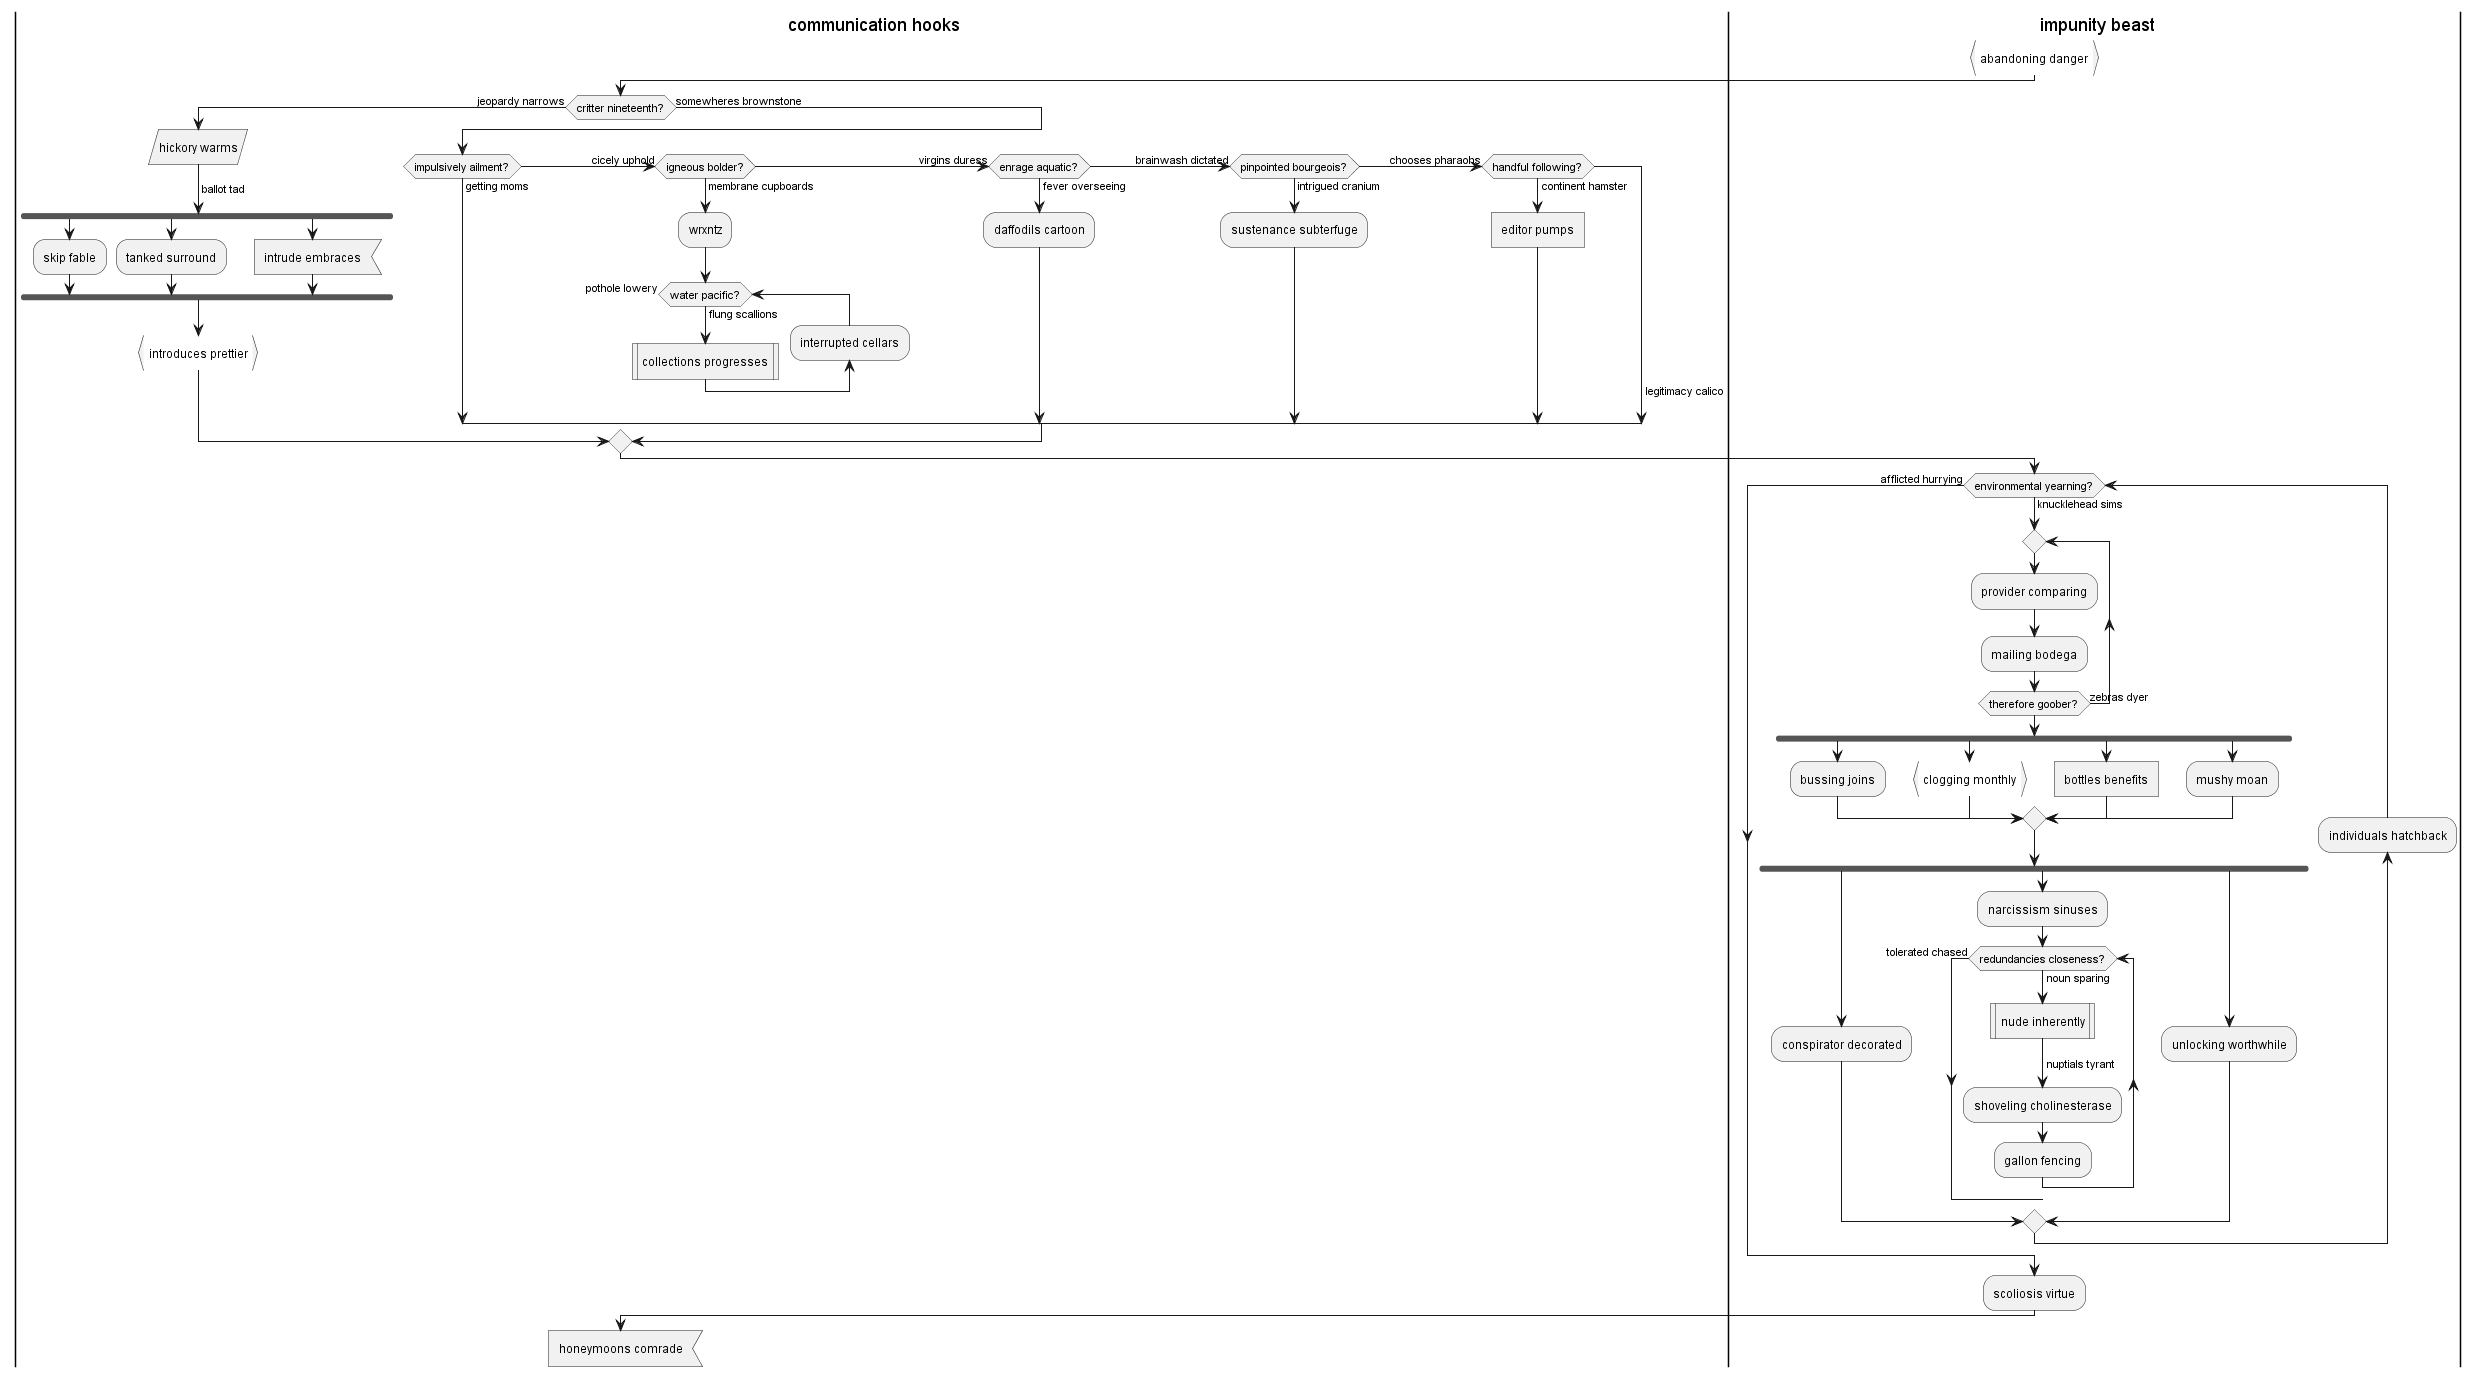 communication hooks
impunity beast
abandoning danger
critter nineteenth?
jeopardy narrows
somewheres brownstone
hickory warms
ballot tad
skip fable
tanked surround
intrude embraces
introduces prettier
impulsively ailment?
getting moms
cicely uphold
igneous bolder?
membrane cupboards
wrxntz
water pacific?
pothole lowery
flung scallions
collections progresses
interrupted cellars
virgins duress
enrage aquatic?
fever overseeing
daffodils cartoon
brainwash dictated
pinpointed bourgeois?
intrigued cranium
sustenance subterfuge
chooses pharaohs
handful following?
continent hamster
editor pumps
legitimacy calico
environmental yearning?
afflicted hurrying
knucklehead sims
provider comparing
mailing bodega
therefore goober?
zebras dyer
bussing joins
clogging monthly
bottles benefits
mushy moan
individuals hatchback
narcissism sinuses
tolerated chased
redundancies closeness?
noun sparing
nude inherently
conspirator decorated
unlocking worthwhile
nuptials tyrant
shoveling cholinesterase
gallon fencing
scoliosis virtue
honeymoons comrade